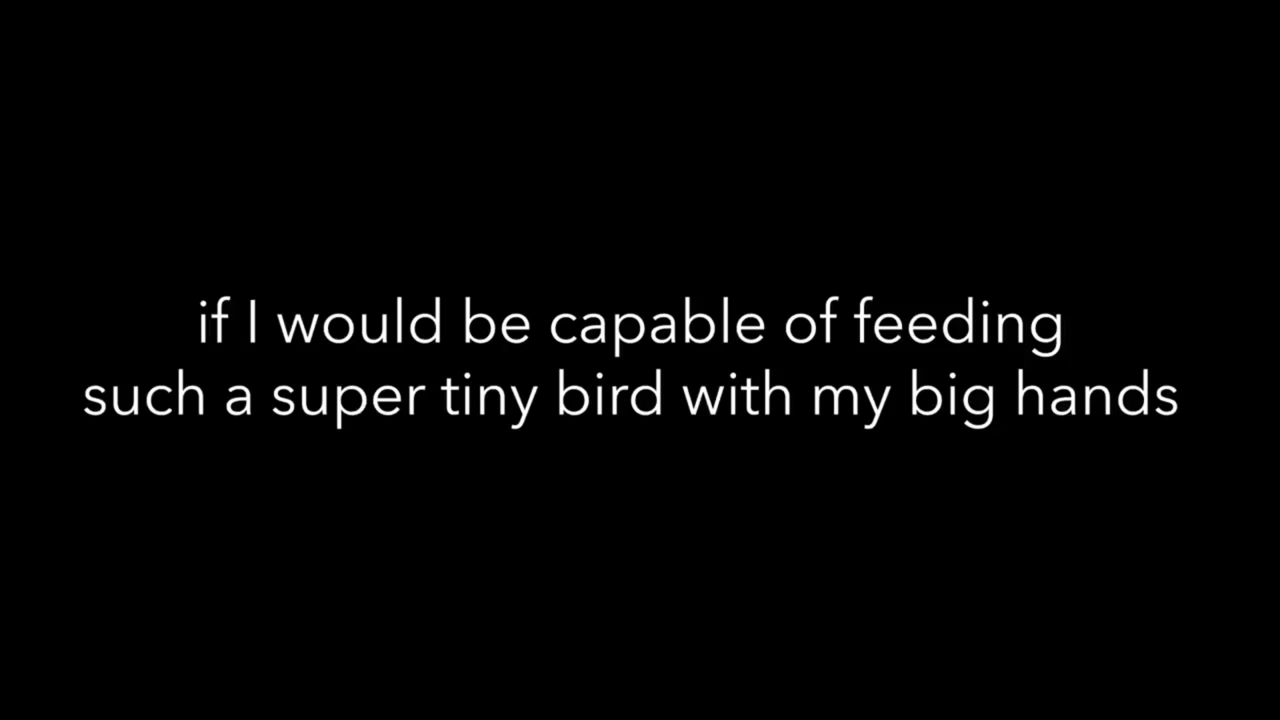 if I would be capable of feeding
such a super tiny bird with my big hands